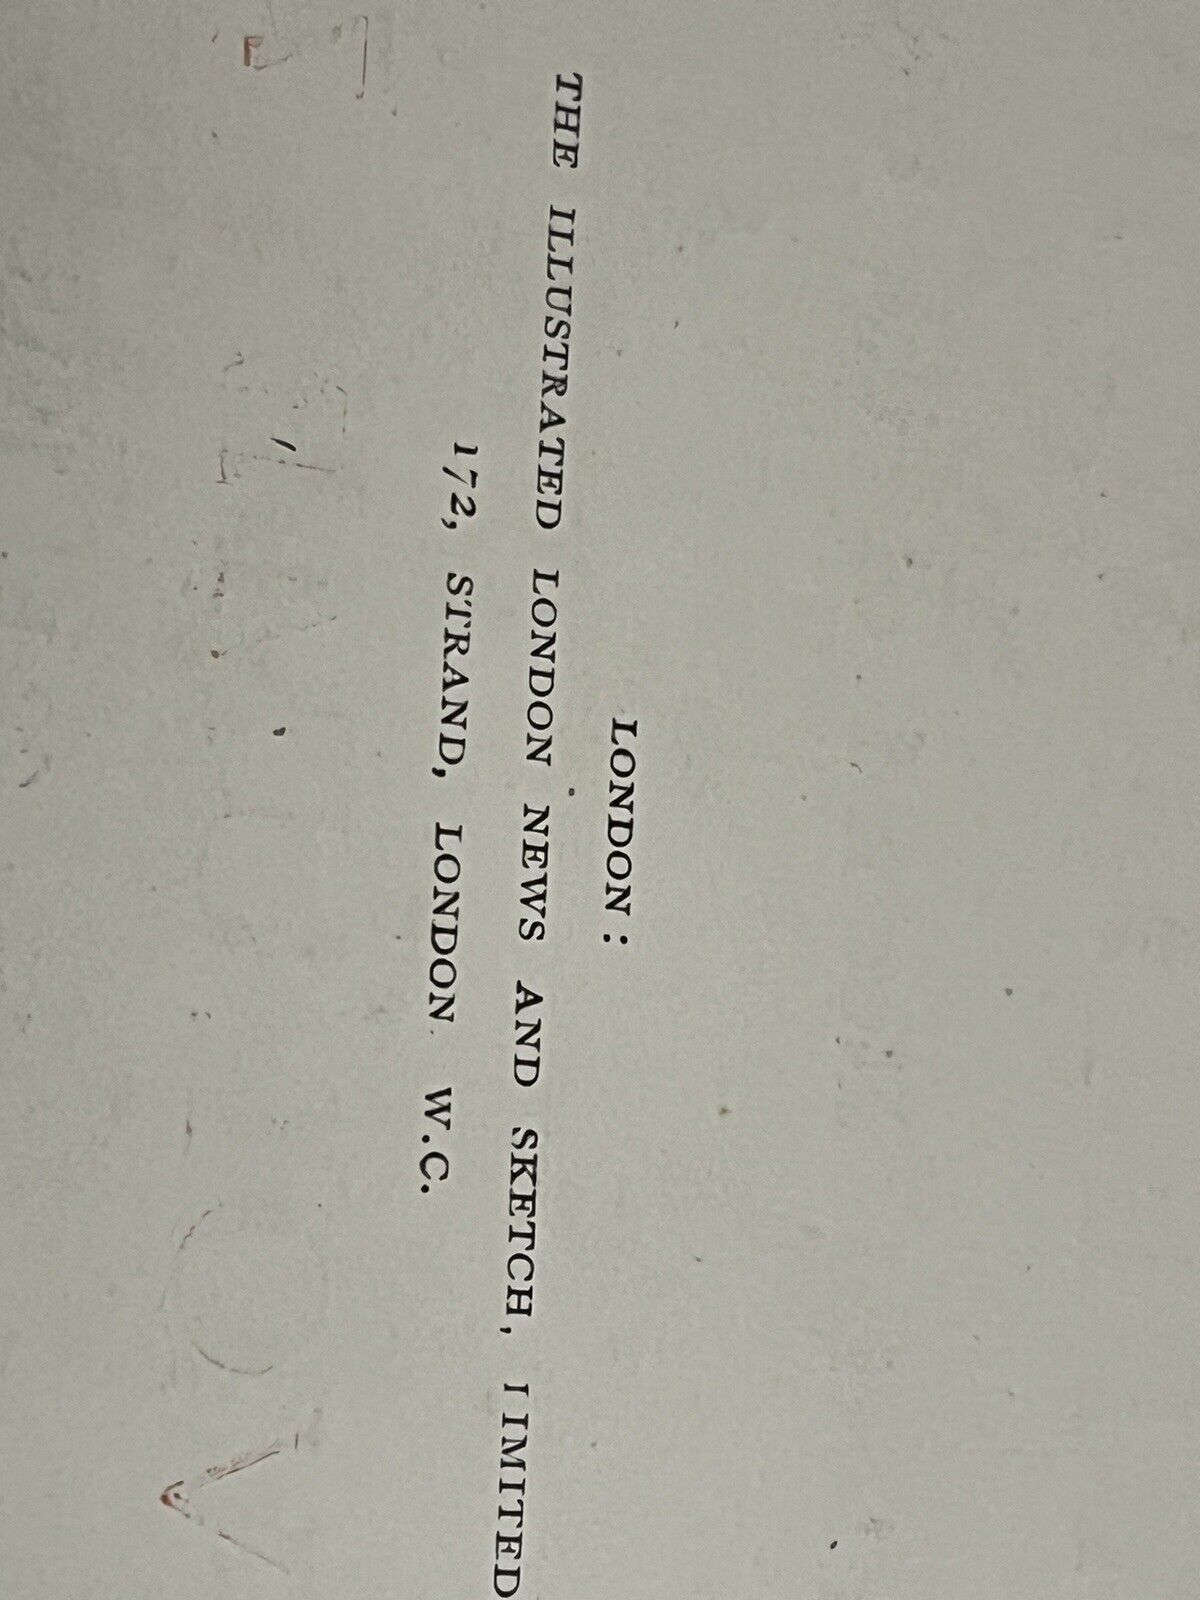 LONDON :
THE ILLUSTRATED LONDON NEWS AND SKETCH, LIMITED
172, STRAND, LONDON. W.C.